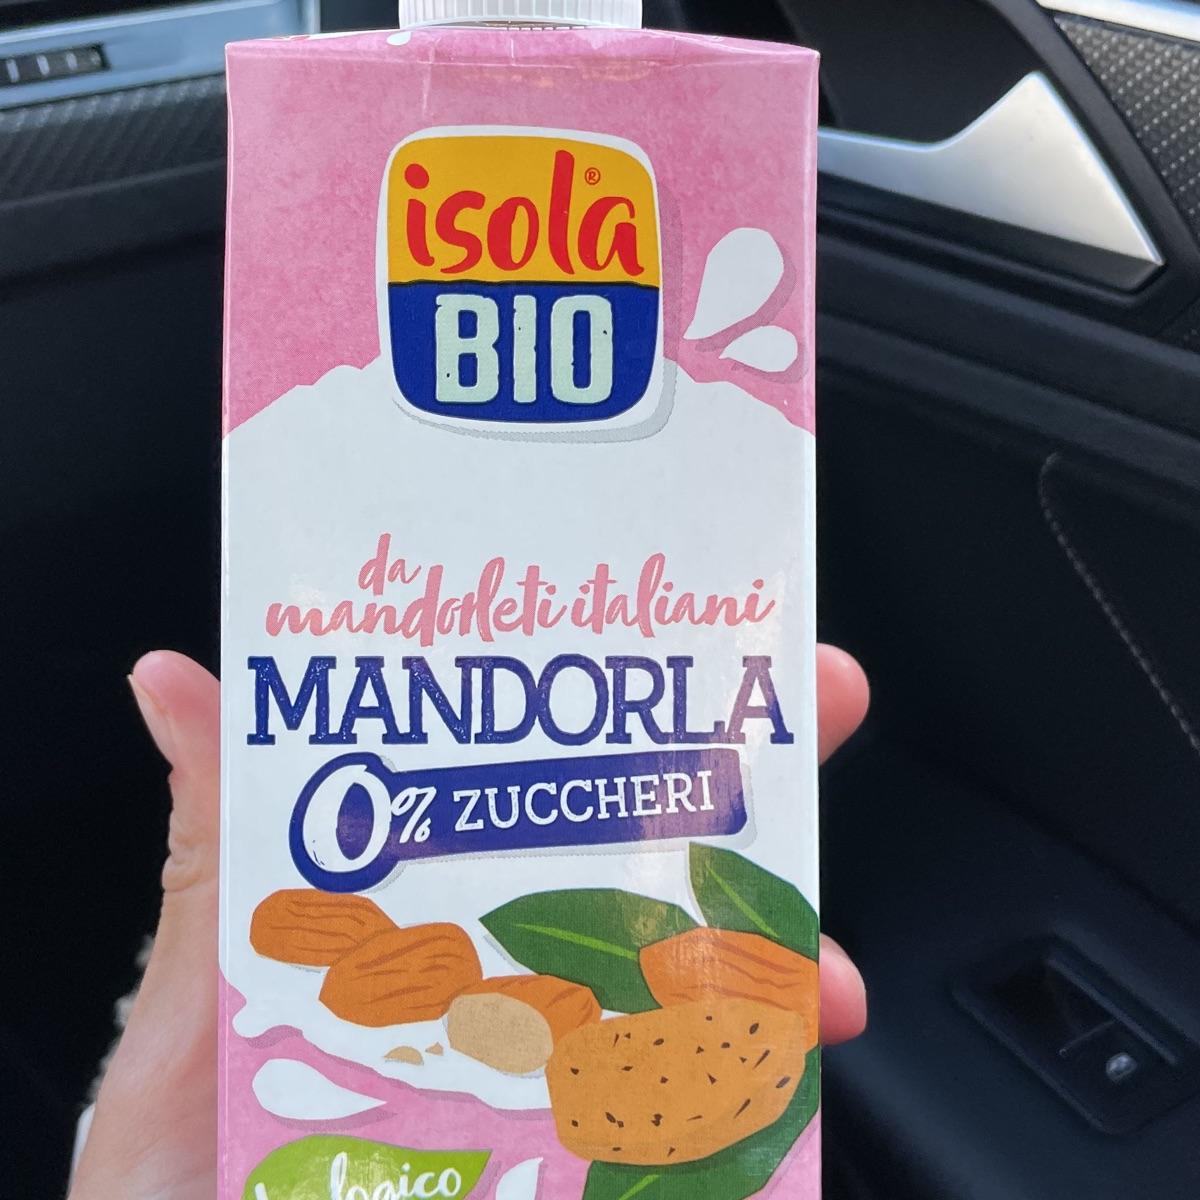 isola®
BIO
da
mandorleti italiani
MANDORLA
0% ZUCCHERI